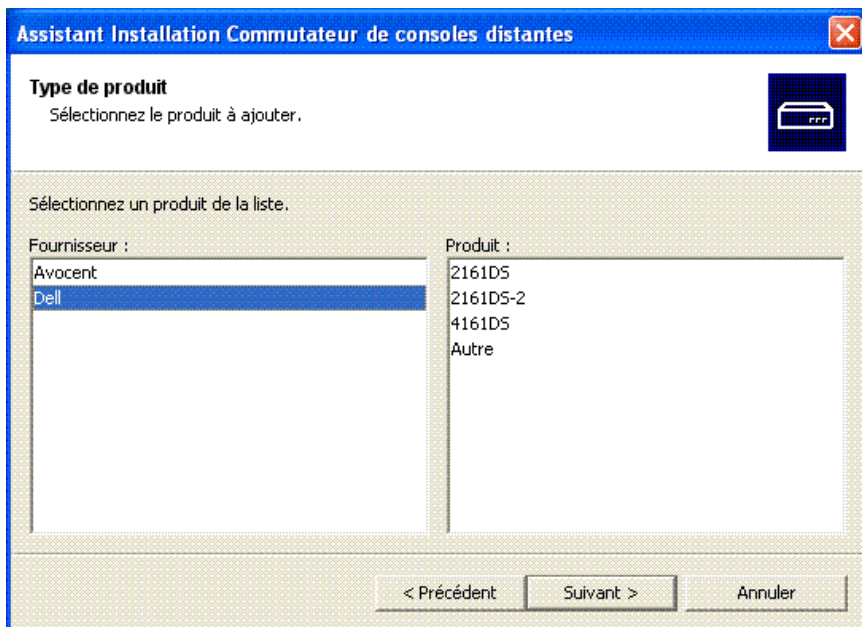 Assistant Installation Commutateur de consoles distantes
Type de produit
Sélectionnez le produit à ajouter.
Sélectionnez un produit de la liste.
Fournisseur :
Avocent
Dell
Produit :
2161DS
2161DS-2
4161DS
Autre
< Précédent
Suivant >
Annuler